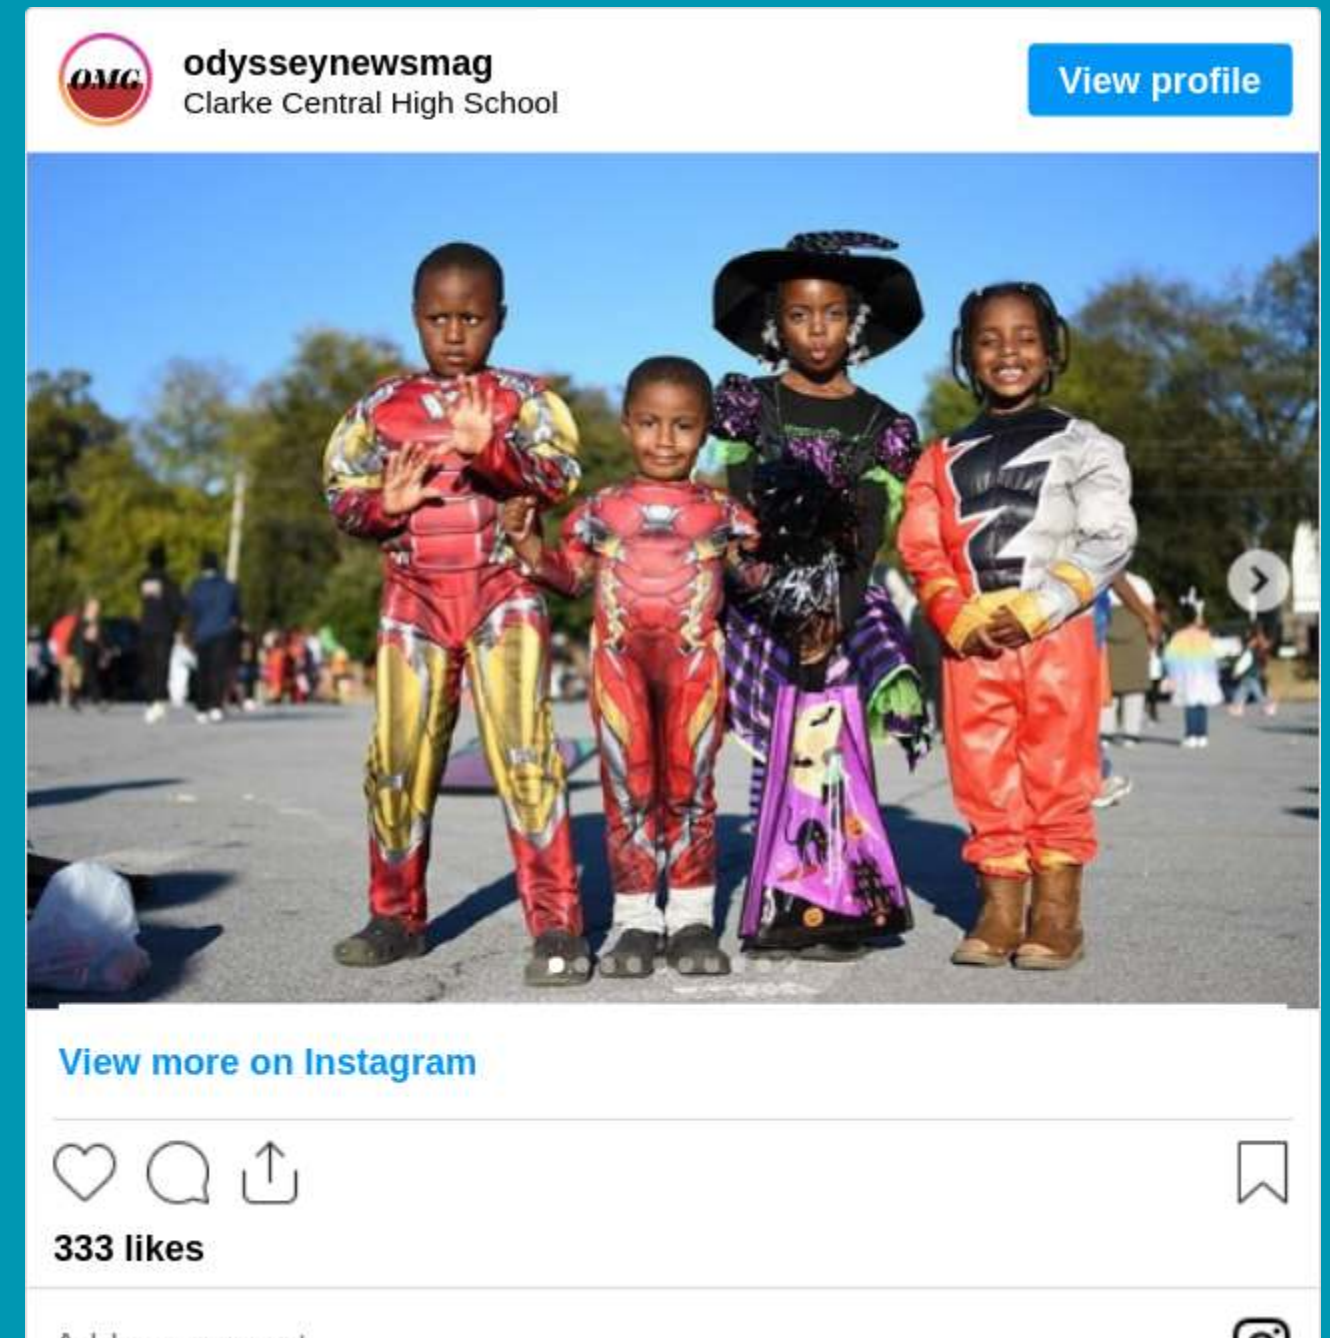 OMG
odysseynewsmag
Clarke Central High School
View profile
View more on Instagram
333 likes